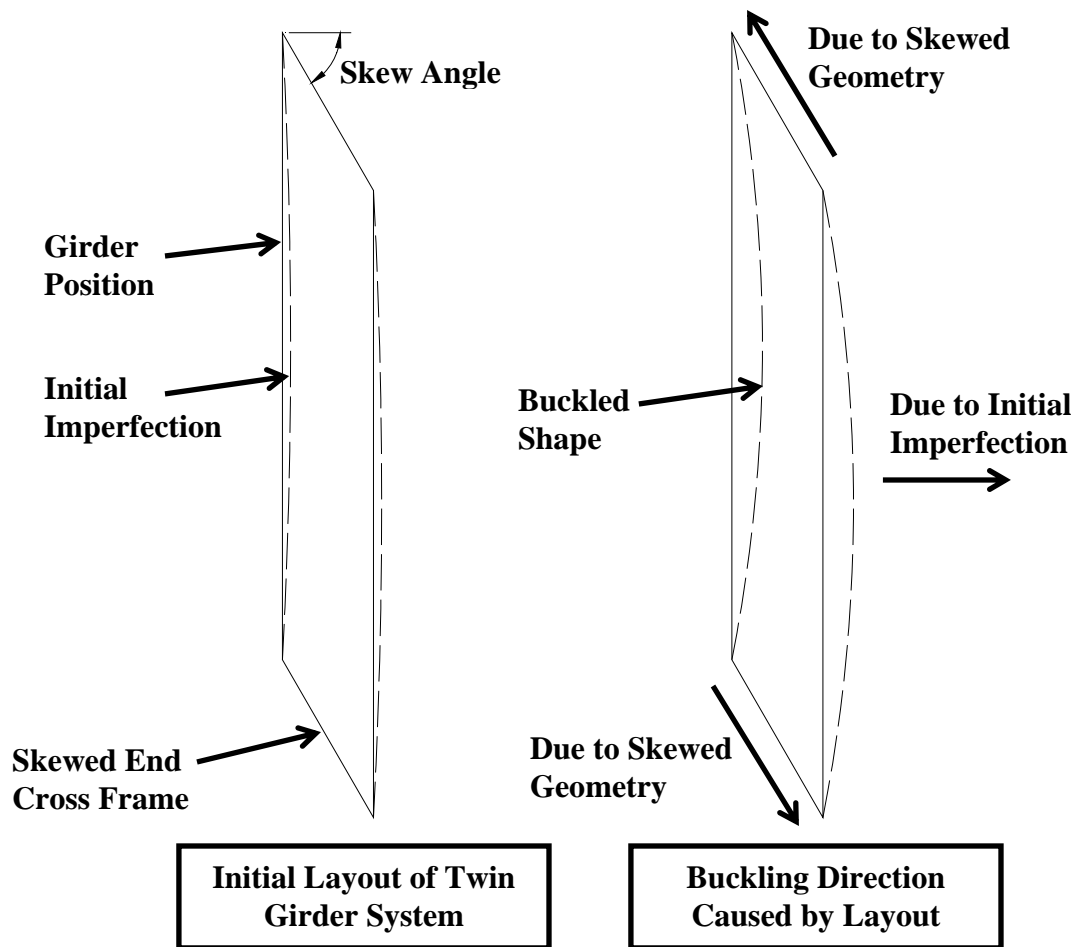 Skew Angle
Girder
Position
Initial
Imperfection
Skewed End
Cross Frame
Initial Layout of Twin
Girder System
Due to Skewed
Geometry
Buckled
Shape
Due to Initial
Imperfection
Due to Skewed
Geometry
Buckling Direction
Caused by Layout